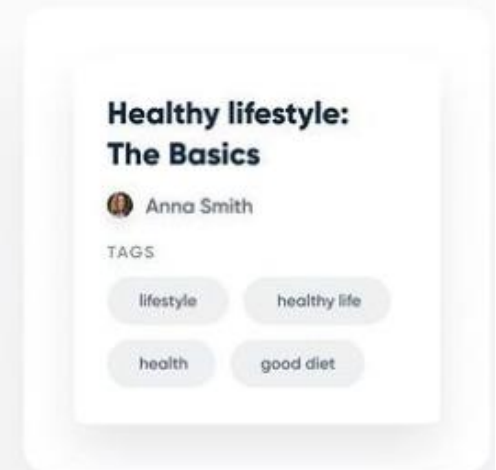 Healthy lifestyle:
The Basics
Anna Smith
TAGS
lifestyle healthy life
health good diet